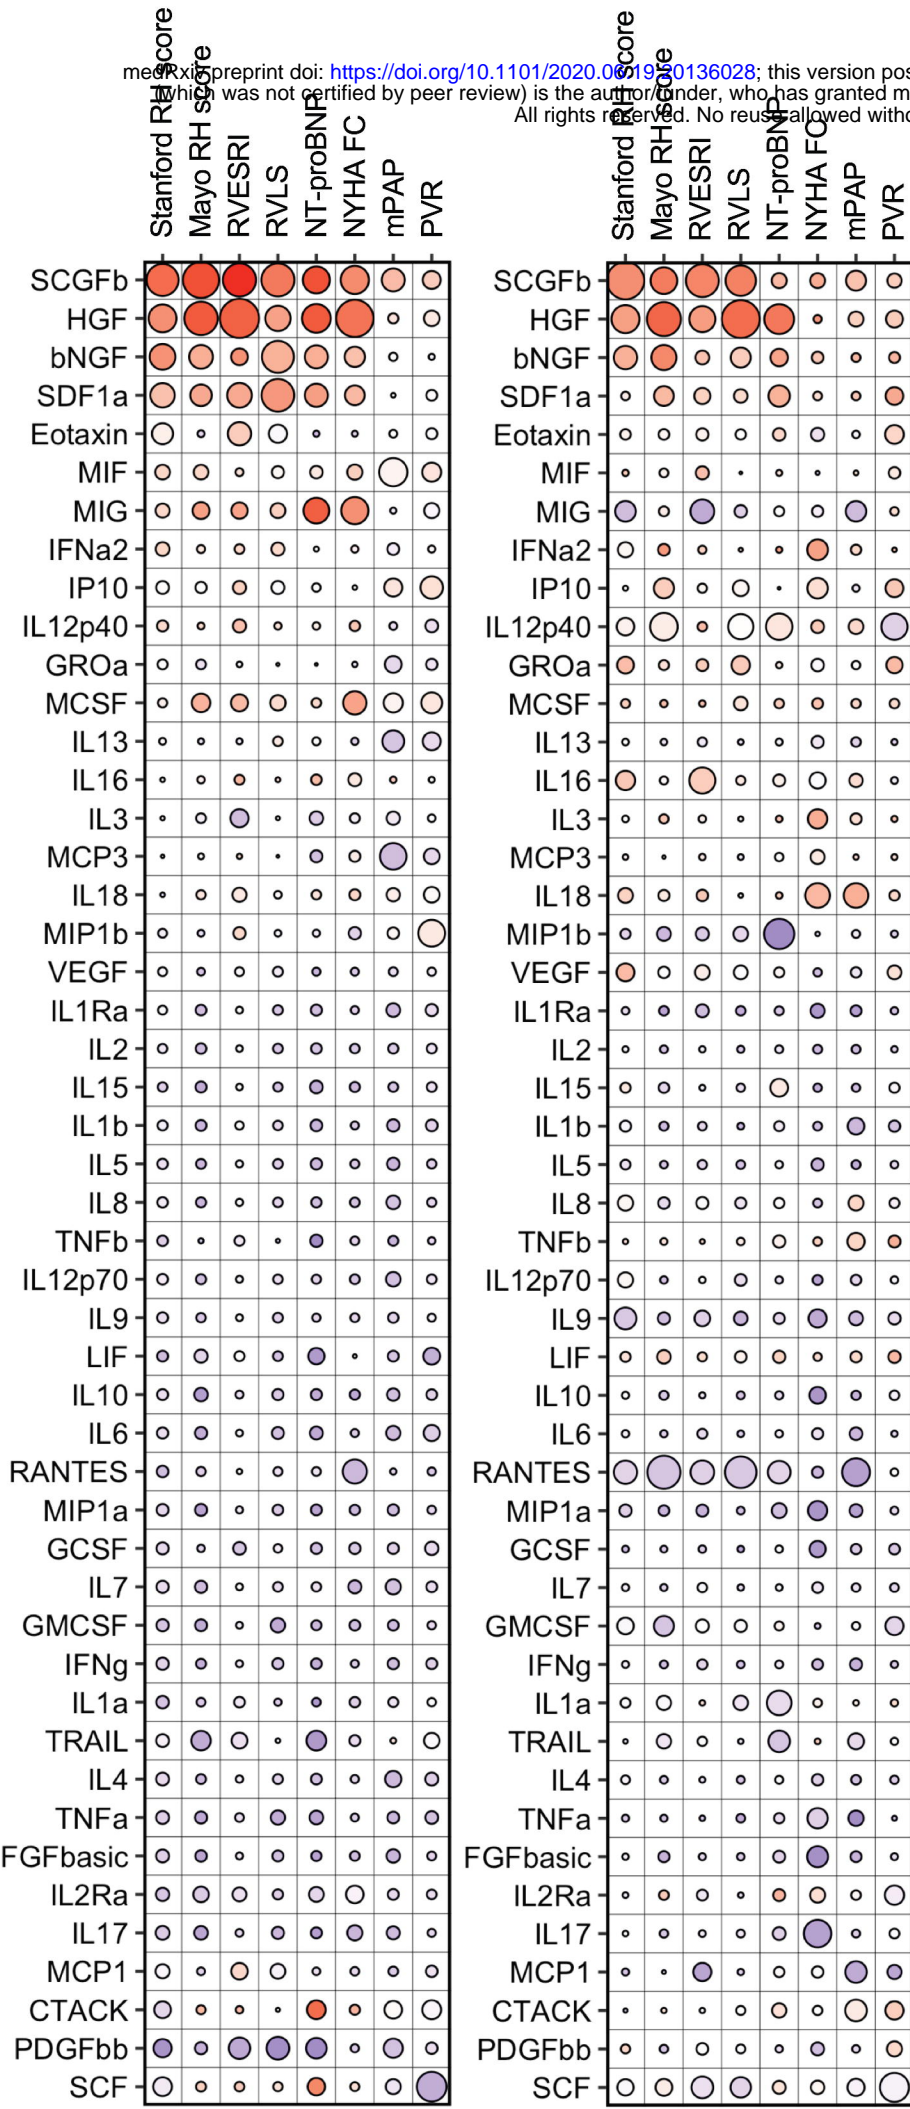 medRxiv preprint doi: https://doi.org/10.1101/2020.06.19.20136028; this version pos
(which was not certified by peer review) is the author/funder, who has granted m
All rights reserved. No reuse allowed witho
Stanford RH score
Mayo RH score
RVESRI
RVLS
NT-proBNP
NYHA FC
mPAP
PVR
Stanford RH score
Mayo RH score
RVESRI
RVLS
NT-proBNP
NYHA FC
mPAP
PVR
SCGFb
HGF
bNGF
SDF1a
Eotaxin
MIF
MIG
IFNa2
IP10
IL12p40
GROa
MCSF
IL13
IL16
IL3
MCP3
IL18
MIP1b
VEGF
IL1Ra
IL2
IL15
IL1b
IL5
IL8
TNFb
IL12p70
IL9
LIF
IL10
IL6
RANTES
MIP1a
GCSF
IL7
GMCSF
IFNg
IL1a
TRAIL
IL4
TNFa
FGFbasic
IL2Ra
IL17
MCP1
CTACK
PDGFbb
SCF
SCGFb
HGF
bNGF
SDF1a
Eotaxin
MIF
MIG
IFNa2
IP10
IL12p40
GROa
MCSF
IL13
IL16
IL3
MCP3
IL18
MIP1b
VEGF
IL1Ra
IL2
IL15
IL1b
IL5
IL8
TNFb
IL12p70
IL9
LIF
IL10
IL6
RANTES
MIP1a
GCSF
IL7
GMCSF
IFNg
IL1a
TRAIL
IL4
TNFa
FGFbasic
IL2Ra
IL17
MCP1
CTACK
PDGFbb
SCF